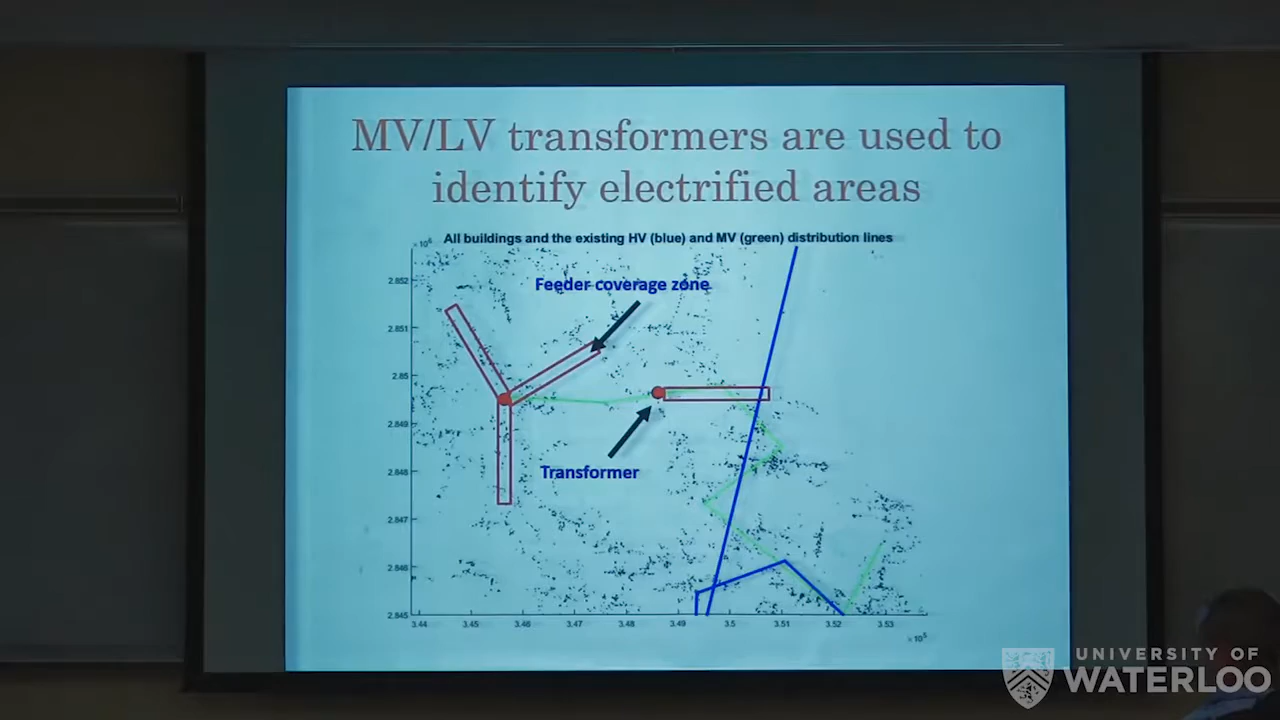 MV/LV transformers are used to
identify electrified areas
All buildings and the existing HV (blue) and MV (green) distribution lines
× 10⁶
Feeder coverage zone
2.852
2.851
2.85
2.849
2.848
2.847
2.846
2.845
Transformer
3.44 3.45 3.46 3.47 3.48 3.49 3.5 3.51 3.52 3.53
× 10⁵
UNIVERSITY OF
WATERLOO